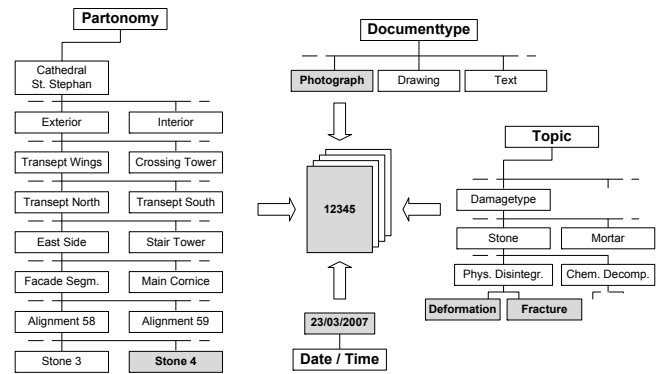 Partonomy
Cathedral
St. Stephan
Exterior
Interior
Transept Wings
Crossing Tower
Transept North
Transept South
East Side
Stair Tower
Facade Segm.
Main Cornice
Alignment 58
Alignment 59
Stone 3
Stone 4
Documenttype
Photograph
Drawing
Text
12345
23/03/2007
Date / Time
Topic
Damagetype
Stone
Mortar
Phys. Disintegr.
Chem. Decomp.
Deformation
Fracture